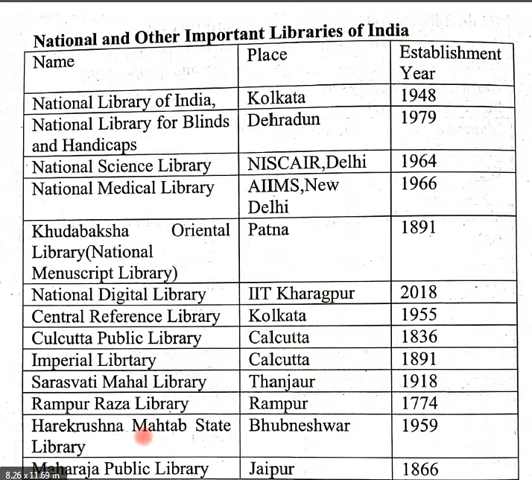 National and Other Important Libraries of India
Name Place Establishment
Year
National Library of India, Kolkata 1948
National Library for Blinds Dehradun 1979
and Handicaps
National Science Library NISCAIR,Delhi 1964
National Medical Library AIIMS,New 1966
Delhi
Khudabaksha Oriental Patna 1891
Library(National
Menuscript Library)
National Digital Library IIT Kharagpur 2018
Central Reference Library Kolkata 1955
Culcutta Public Library Calcutta 1836
Imperial Librtary Calcutta 1891
Sarasvati Mahal Library Thanjaur 1918
Rampur Raza Library Rampur 1774
Harekrushna Mahtab State Bhubneshwar 1959
Library
Maharaja Public Library Jaipur 1866
8.26 x 11.69 in